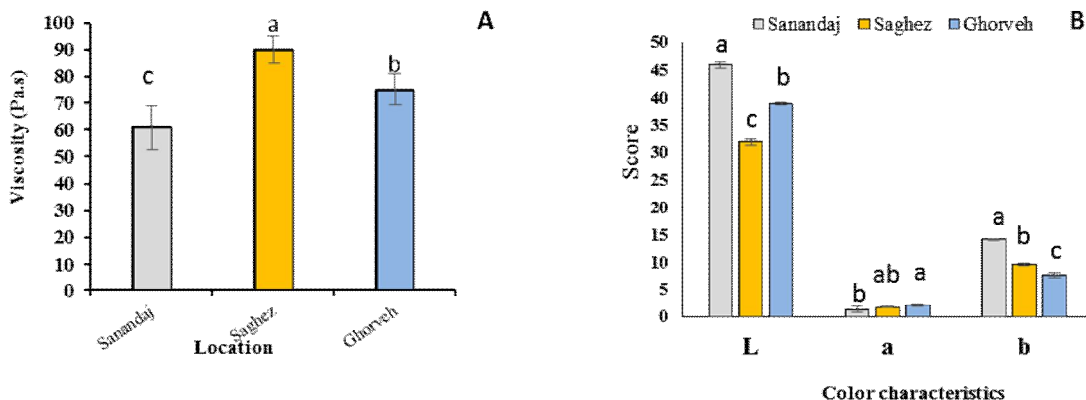 A
Viscosity (Pa.s)
100
90
80
70
60
50
40
30
20
10
0
c
a
b
Sanandaj
Saghez
Ghorveh
Location
B
Sanandaj Saghez Ghorveh
Score
50
45
40
35
30
25
20
15
10
5
0
a
c
b
b
ab
a
a
b
c
L a b
Color characteristics